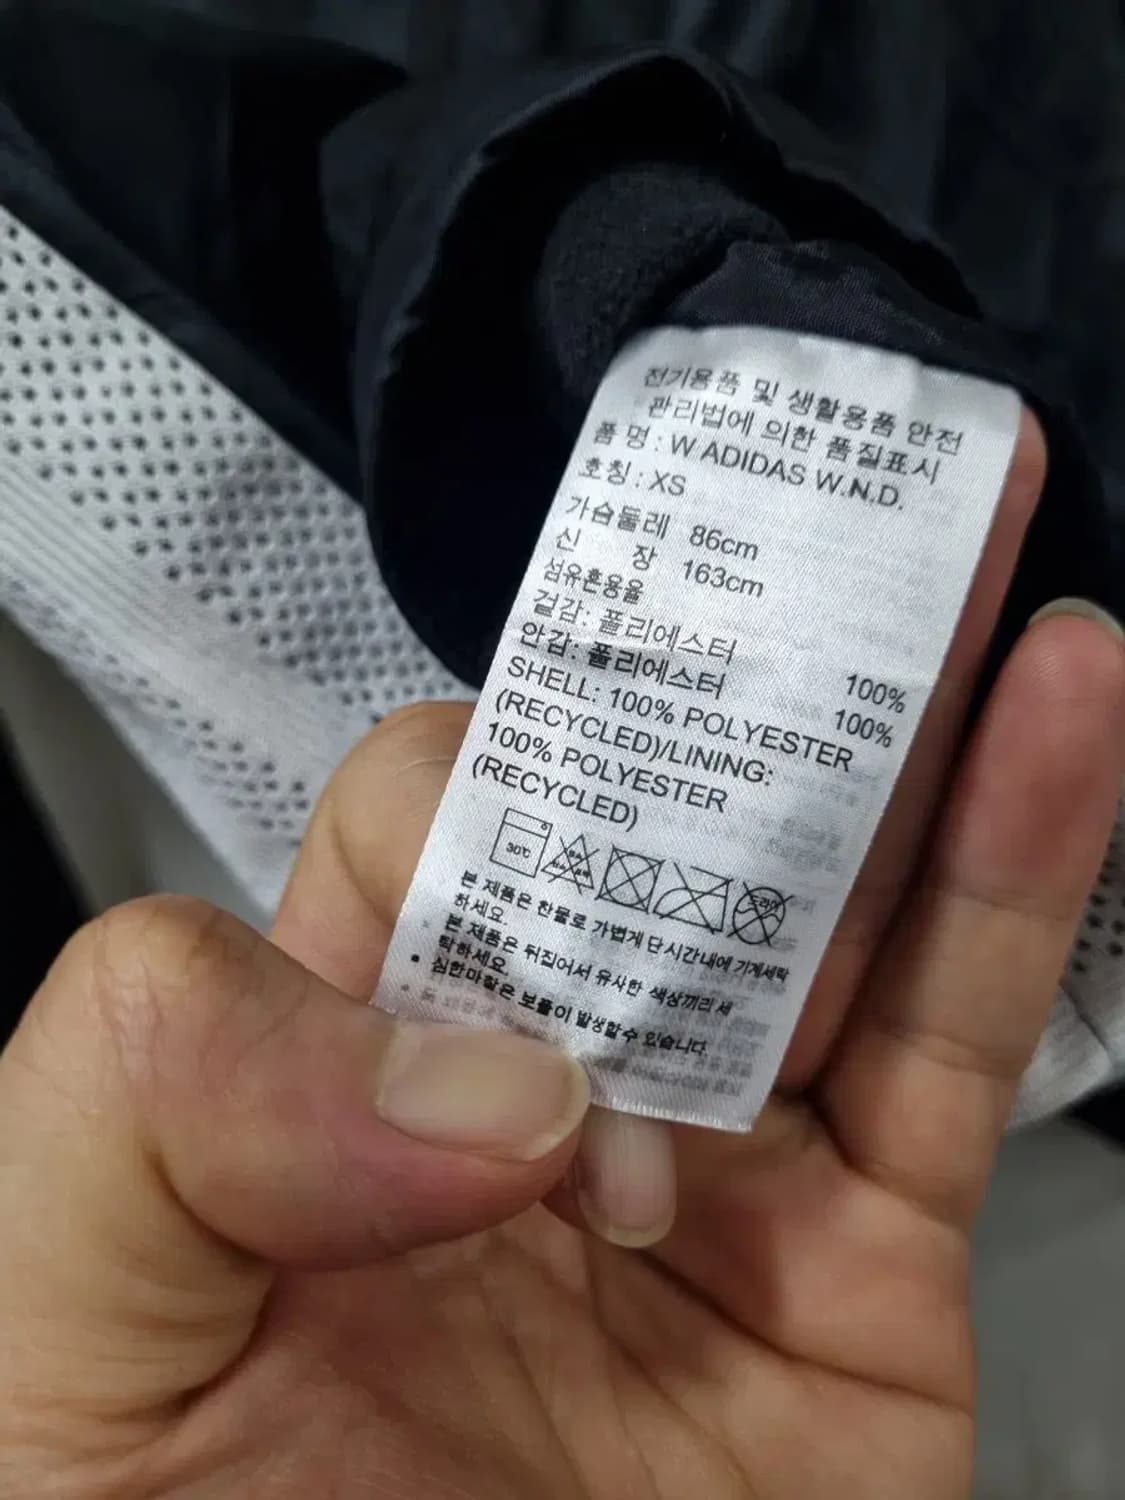 전기용품 및 생활용품 안전
관리법에 의한 품질표시
품 명 : W ADIDAS W.N.D.
호칭 : XS
가슴둘레 86cm
신 장 163cm
섬유혼용율
겉감: 폴리에스터 100%
안감: 폴리에스터 100%
SHELL: 100% POLYESTER
(RECYCLED)/LINING:
100% POLYESTER
(RECYCLED)
30℃
드라이
본 제품은 찬물로 가볍게 단시간내에 기계세탁
하세요.
본 제품은 뒤집어서 유사한 색상끼리 세
탁하세요.
• 심한마찰은 보풀이 발생할수 있습니다.